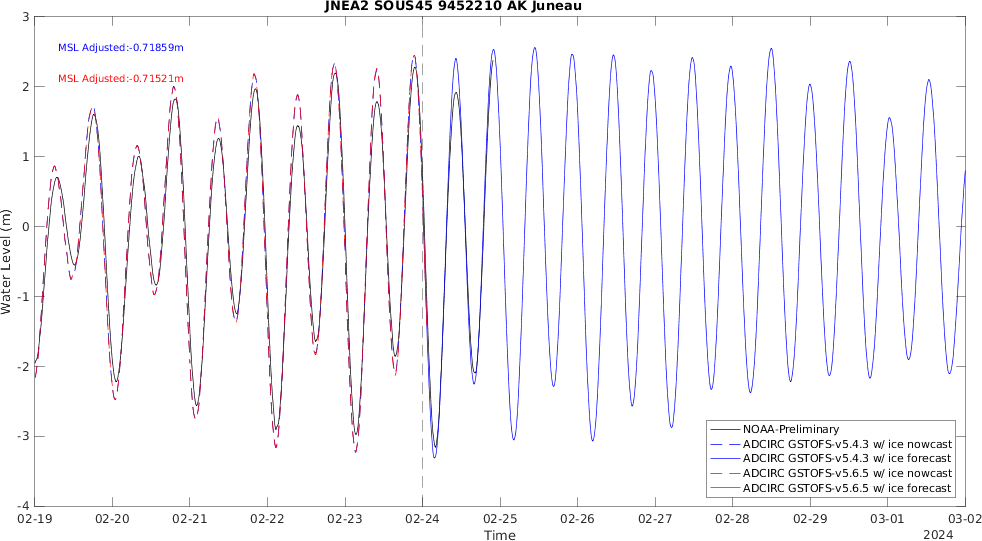 JNEA2 SOUS45 9452210 AK Juneau
MSL Adjusted:-0.71859m
MSL Adjusted:-0.71521m
Water Level (m)
3
2
1
0
-1
-2
-3
-4
NOAA-Preliminary
ADCIRC GSTOFS-v5.4.3 w/ ice nowcast
ADCIRC GSTOFS-v5.4.3 w/ ice forecast
ADCIRC GSTOFS-v5.6.5 w/ ice nowcast
ADCIRC GSTOFS-v5.6.5 w/ ice forecast
02-19 02-20 02-21 02-22 02-23 02-24 02-25 02-26 02-27 02-28 02-29 03-01 03-02
Time
2024